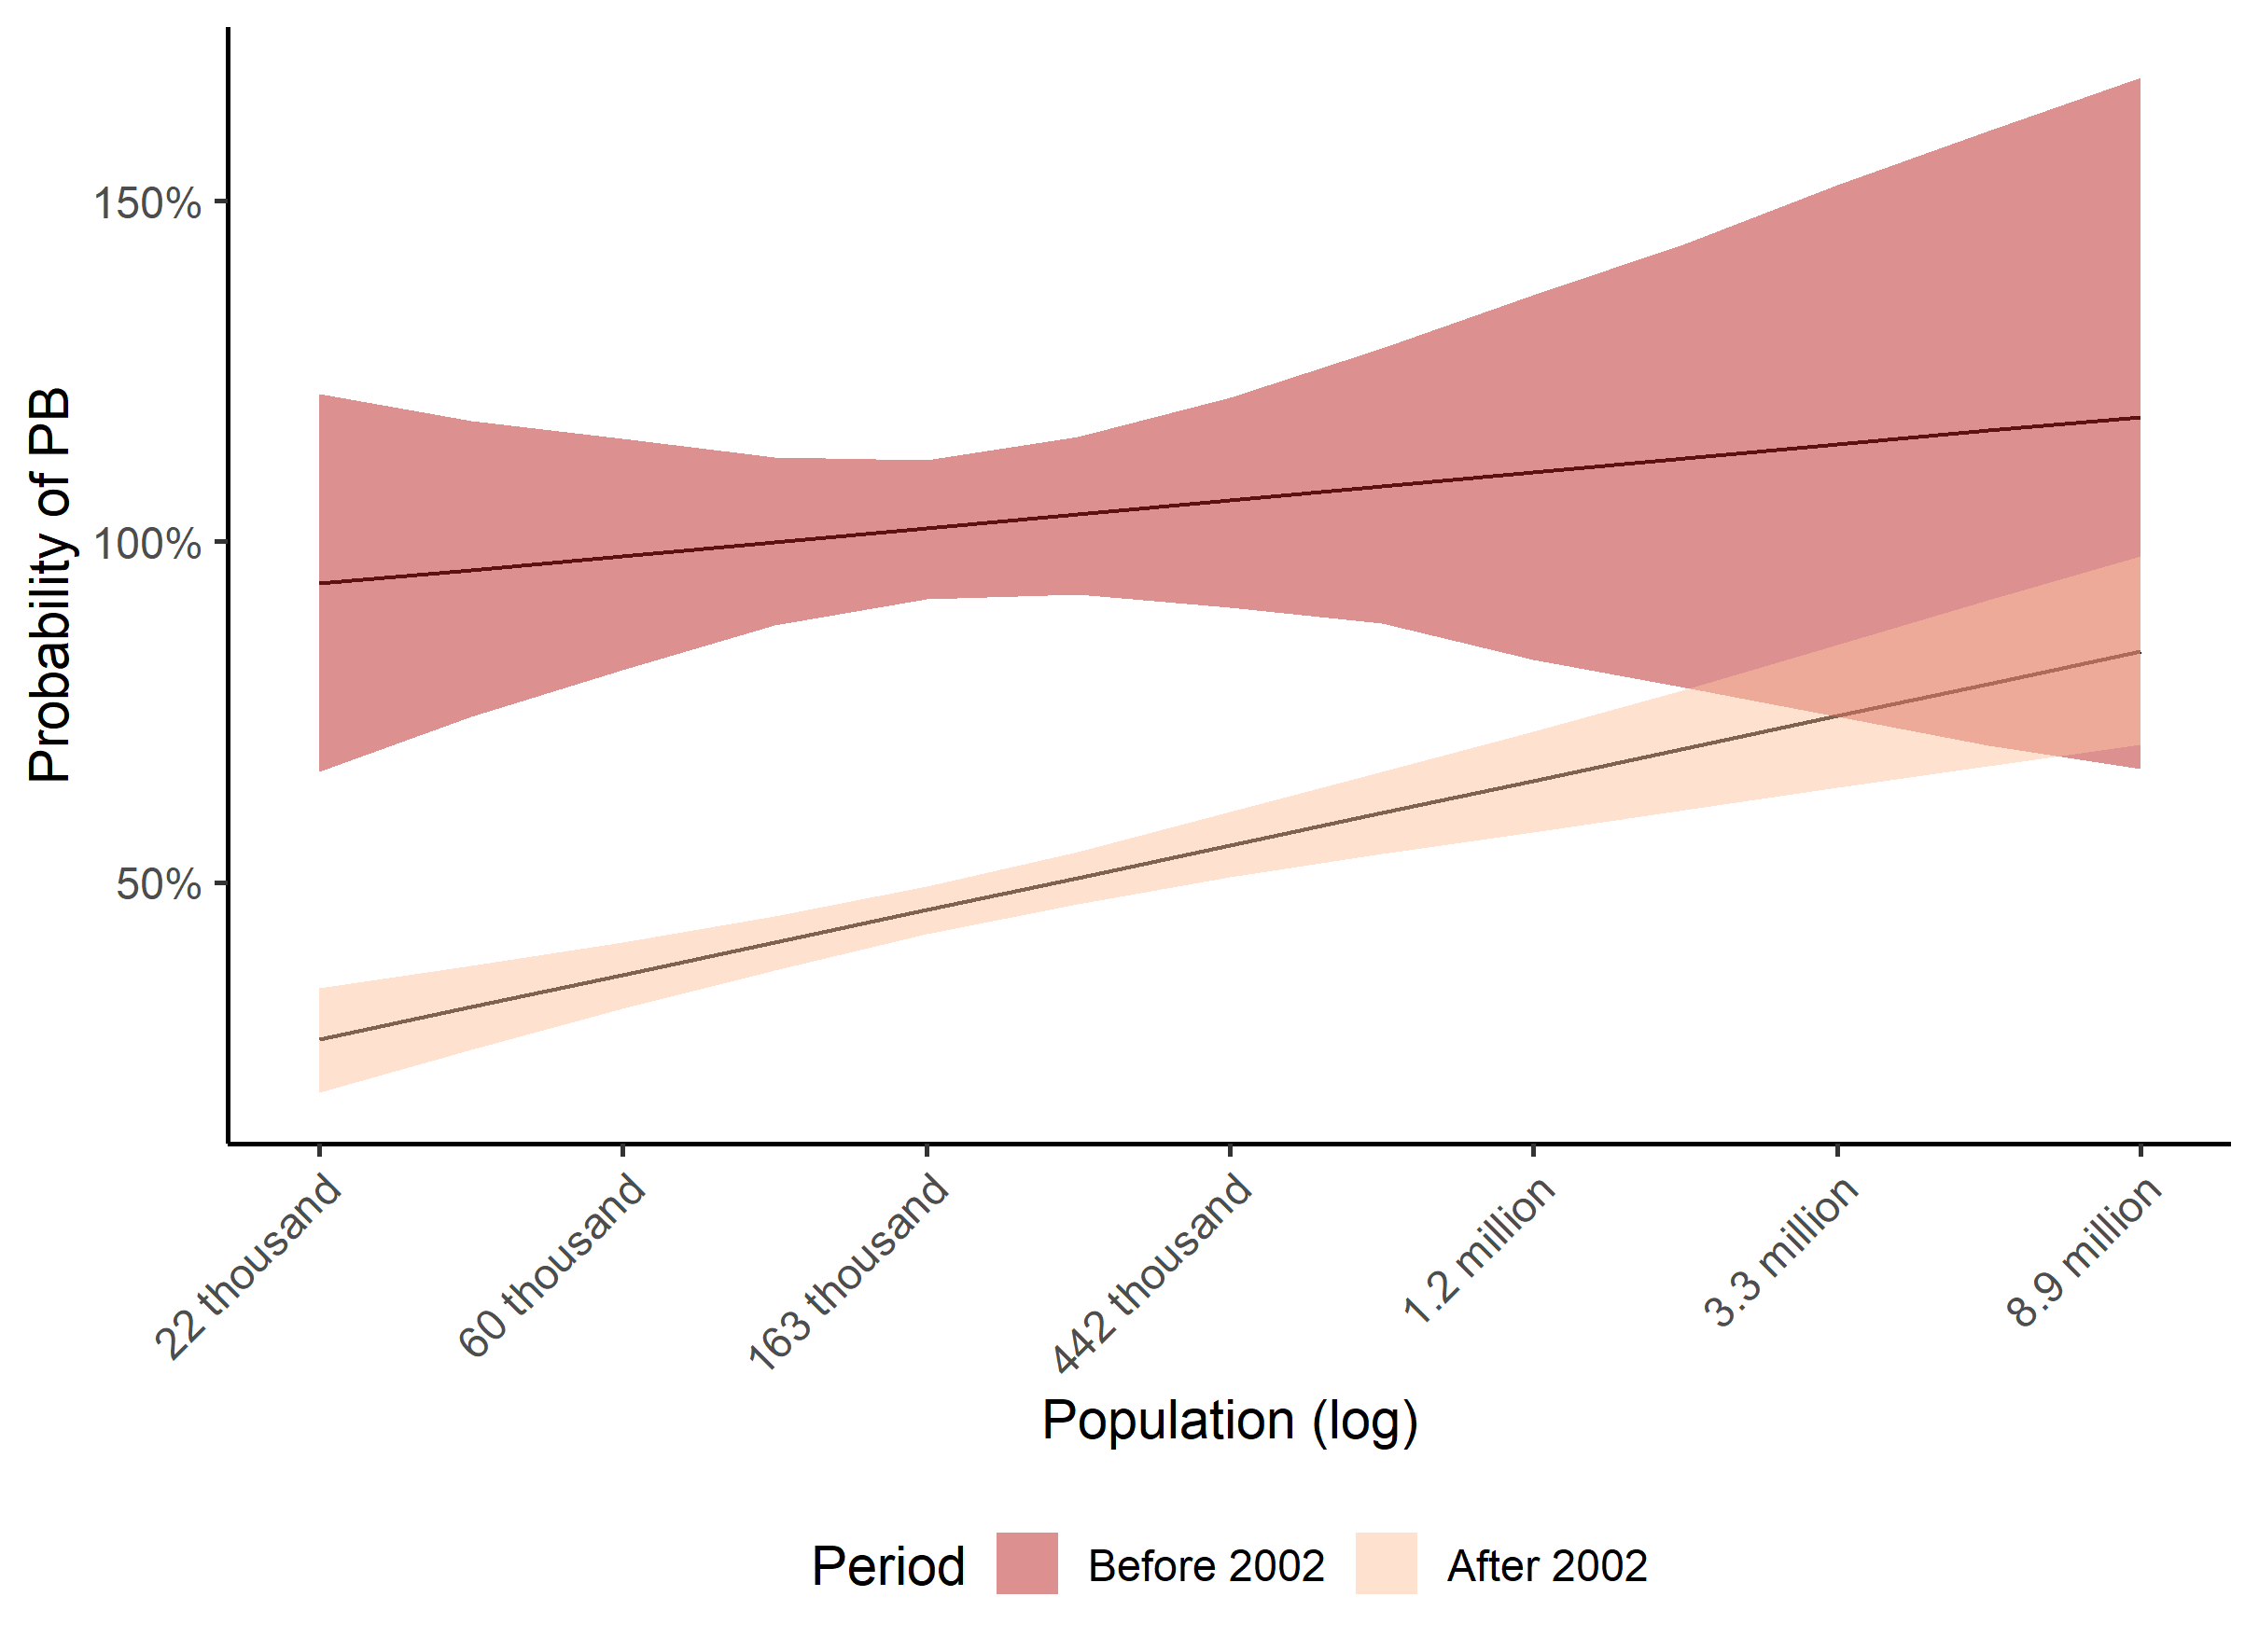 Probability of PB
150%
100%
50%
22 thousand
60 thousand
163 thousand
442 thousand
1.2 million
3.3 million
8.9 million
Population (log)
Period Before 2002 After 2002